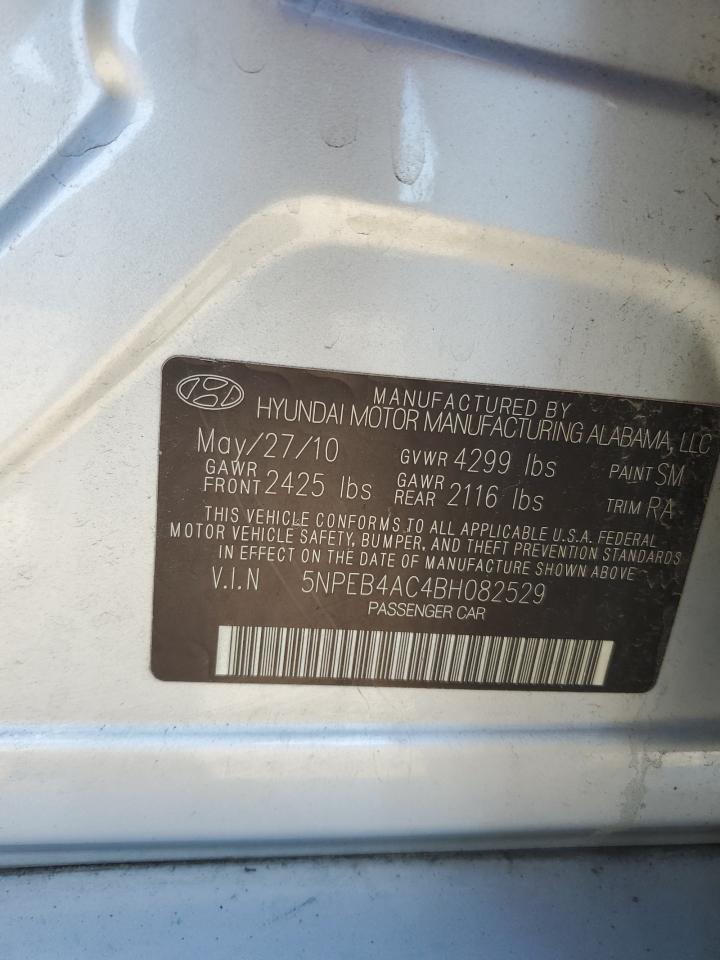 MANUFACTURED BY
HYUNDAI MOTOR MANUFACTURING ALABAMA, LLC
May/27/10 GVWR 4299 lbs PAINT SM
GAWR FRONT 2425 lbs GAWR REAR 2116 lbs TRIM RA
THIS VEHICLE CONFORMS TO ALL APPLICABLE U.S.A. FEDERAL
MOTOR VEHICLE SAFETY, BUMPER, AND THEFT PREVENTION STANDARDS
IN EFFECT ON THE DATE OF MANUFACTURE SHOWN ABOVE.
V.I.N 5NPEB4AC4BH082529
PASSENGER CAR